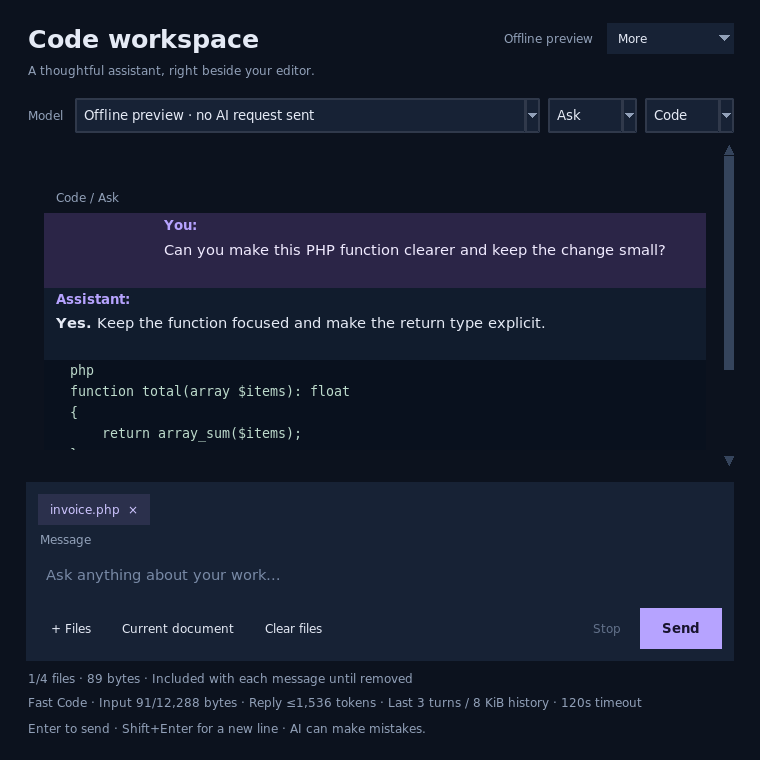 Code workspace
Offline preview
More
A thoughtful assistant, right beside your editor.
Model
Offline preview · no AI request sent
Ask
Code
Code / Ask
You:
Can you make this PHP function clearer and keep the change small?
Assistant:
Yes. Keep the function focused and make the return type explicit.
php
function total(array $items): float
{
    return array_sum($items);
invoice.php ×
Message
Ask anything about your work...
+ Files
Current document
Clear files
Stop
Send
1/4 files · 89 bytes · Included with each message until removed
Fast Code · Input 91/12,288 bytes · Reply ≤1,536 tokens · Last 3 turns / 8 KiB history · 120s timeout
Enter to send · Shift+Enter for a new line · AI can make mistakes.